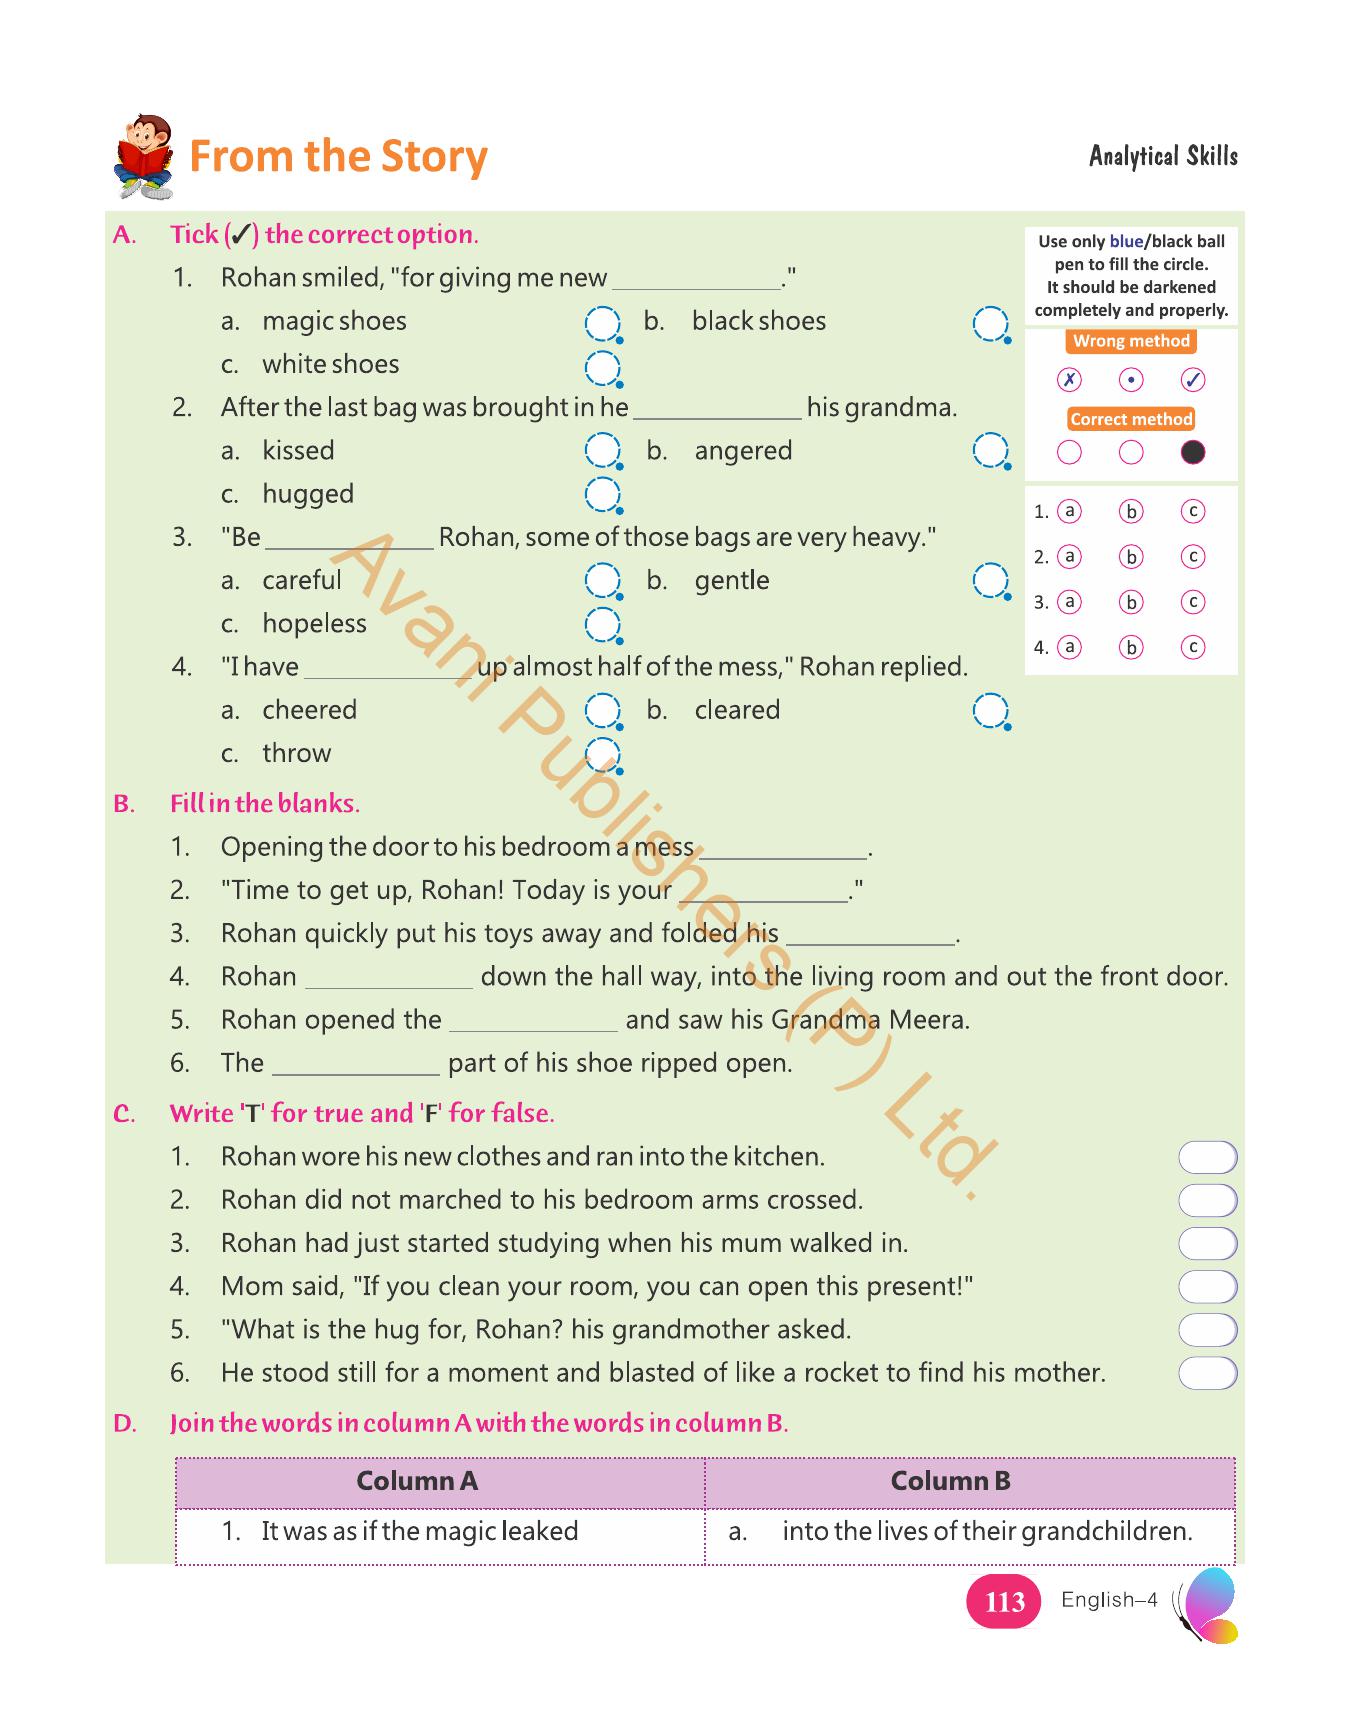 From the Story
Analytical Skills
A. Tick (✓) the correct option.
1. Rohan smiled, "for giving me new ____________."
a. magic shoes b. black shoes
c. white shoes
2. After the last bag was brought in he ____________ his grandma.
a. kissed b. angered
c. hugged
3. "Be ____________ Rohan, some of those bags are very heavy."
a. careful b. gentle
c. hopeless
4. "I have ____________ up almost half of the mess," Rohan replied.
a. cheered b. cleared
c. throw
Use only blue/black ball
pen to fill the circle.
It should be darkened
completely and properly.
Wrong method
✗ • ✓
Correct method
1. a b c
2. a b c
3. a b c
4. a b c
B. Fill in the blanks.
1. Opening the door to his bedroom a mess ____________.
2. "Time to get up, Rohan! Today is your ____________."
3. Rohan quickly put his toys away and folded his ____________.
4. Rohan ____________ down the hall way, into the living room and out the front door.
5. Rohan opened the ____________ and saw his Grandma Meera.
6. The ____________ part of his shoe ripped open.
C. Write 'T' for true and 'F' for false.
1. Rohan wore his new clothes and ran into the kitchen.
2. Rohan did not marched to his bedroom arms crossed.
3. Rohan had just started studying when his mum walked in.
4. Mom said, "If you clean your room, you can open this present!"
5. "What is the hug for, Rohan? his grandmother asked.
6. He stood still for a moment and blasted of like a rocket to find his mother.
D. Join the words in column A with the words in column B.
Column A Column B
1. It was as if the magic leaked a. into the lives of their grandchildren.
113 English–4
Avani Publishers (P) Ltd.